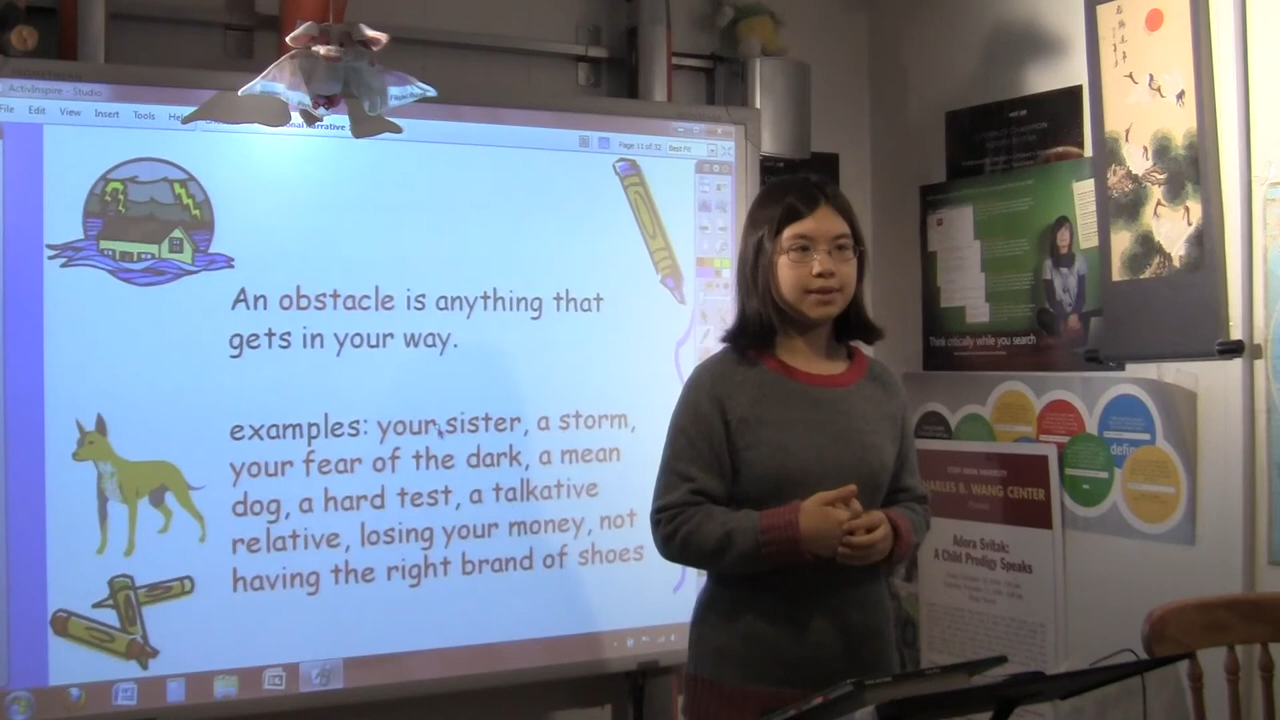 ActivInspire - Studio
File Edit View Insert Tools
Page 11 of 32
Best Fit
An obstacle is anything that
gets in your way.
examples: your sister, a storm,
your fear of the dark, a mean
dog, a hard test, a talkative
relative, losing your money, not
having the right brand of shoes
Think critically while you search
defin
CHARLES B. WANG CENTER
Adora Svitak:
A Child Prodigy Speaks